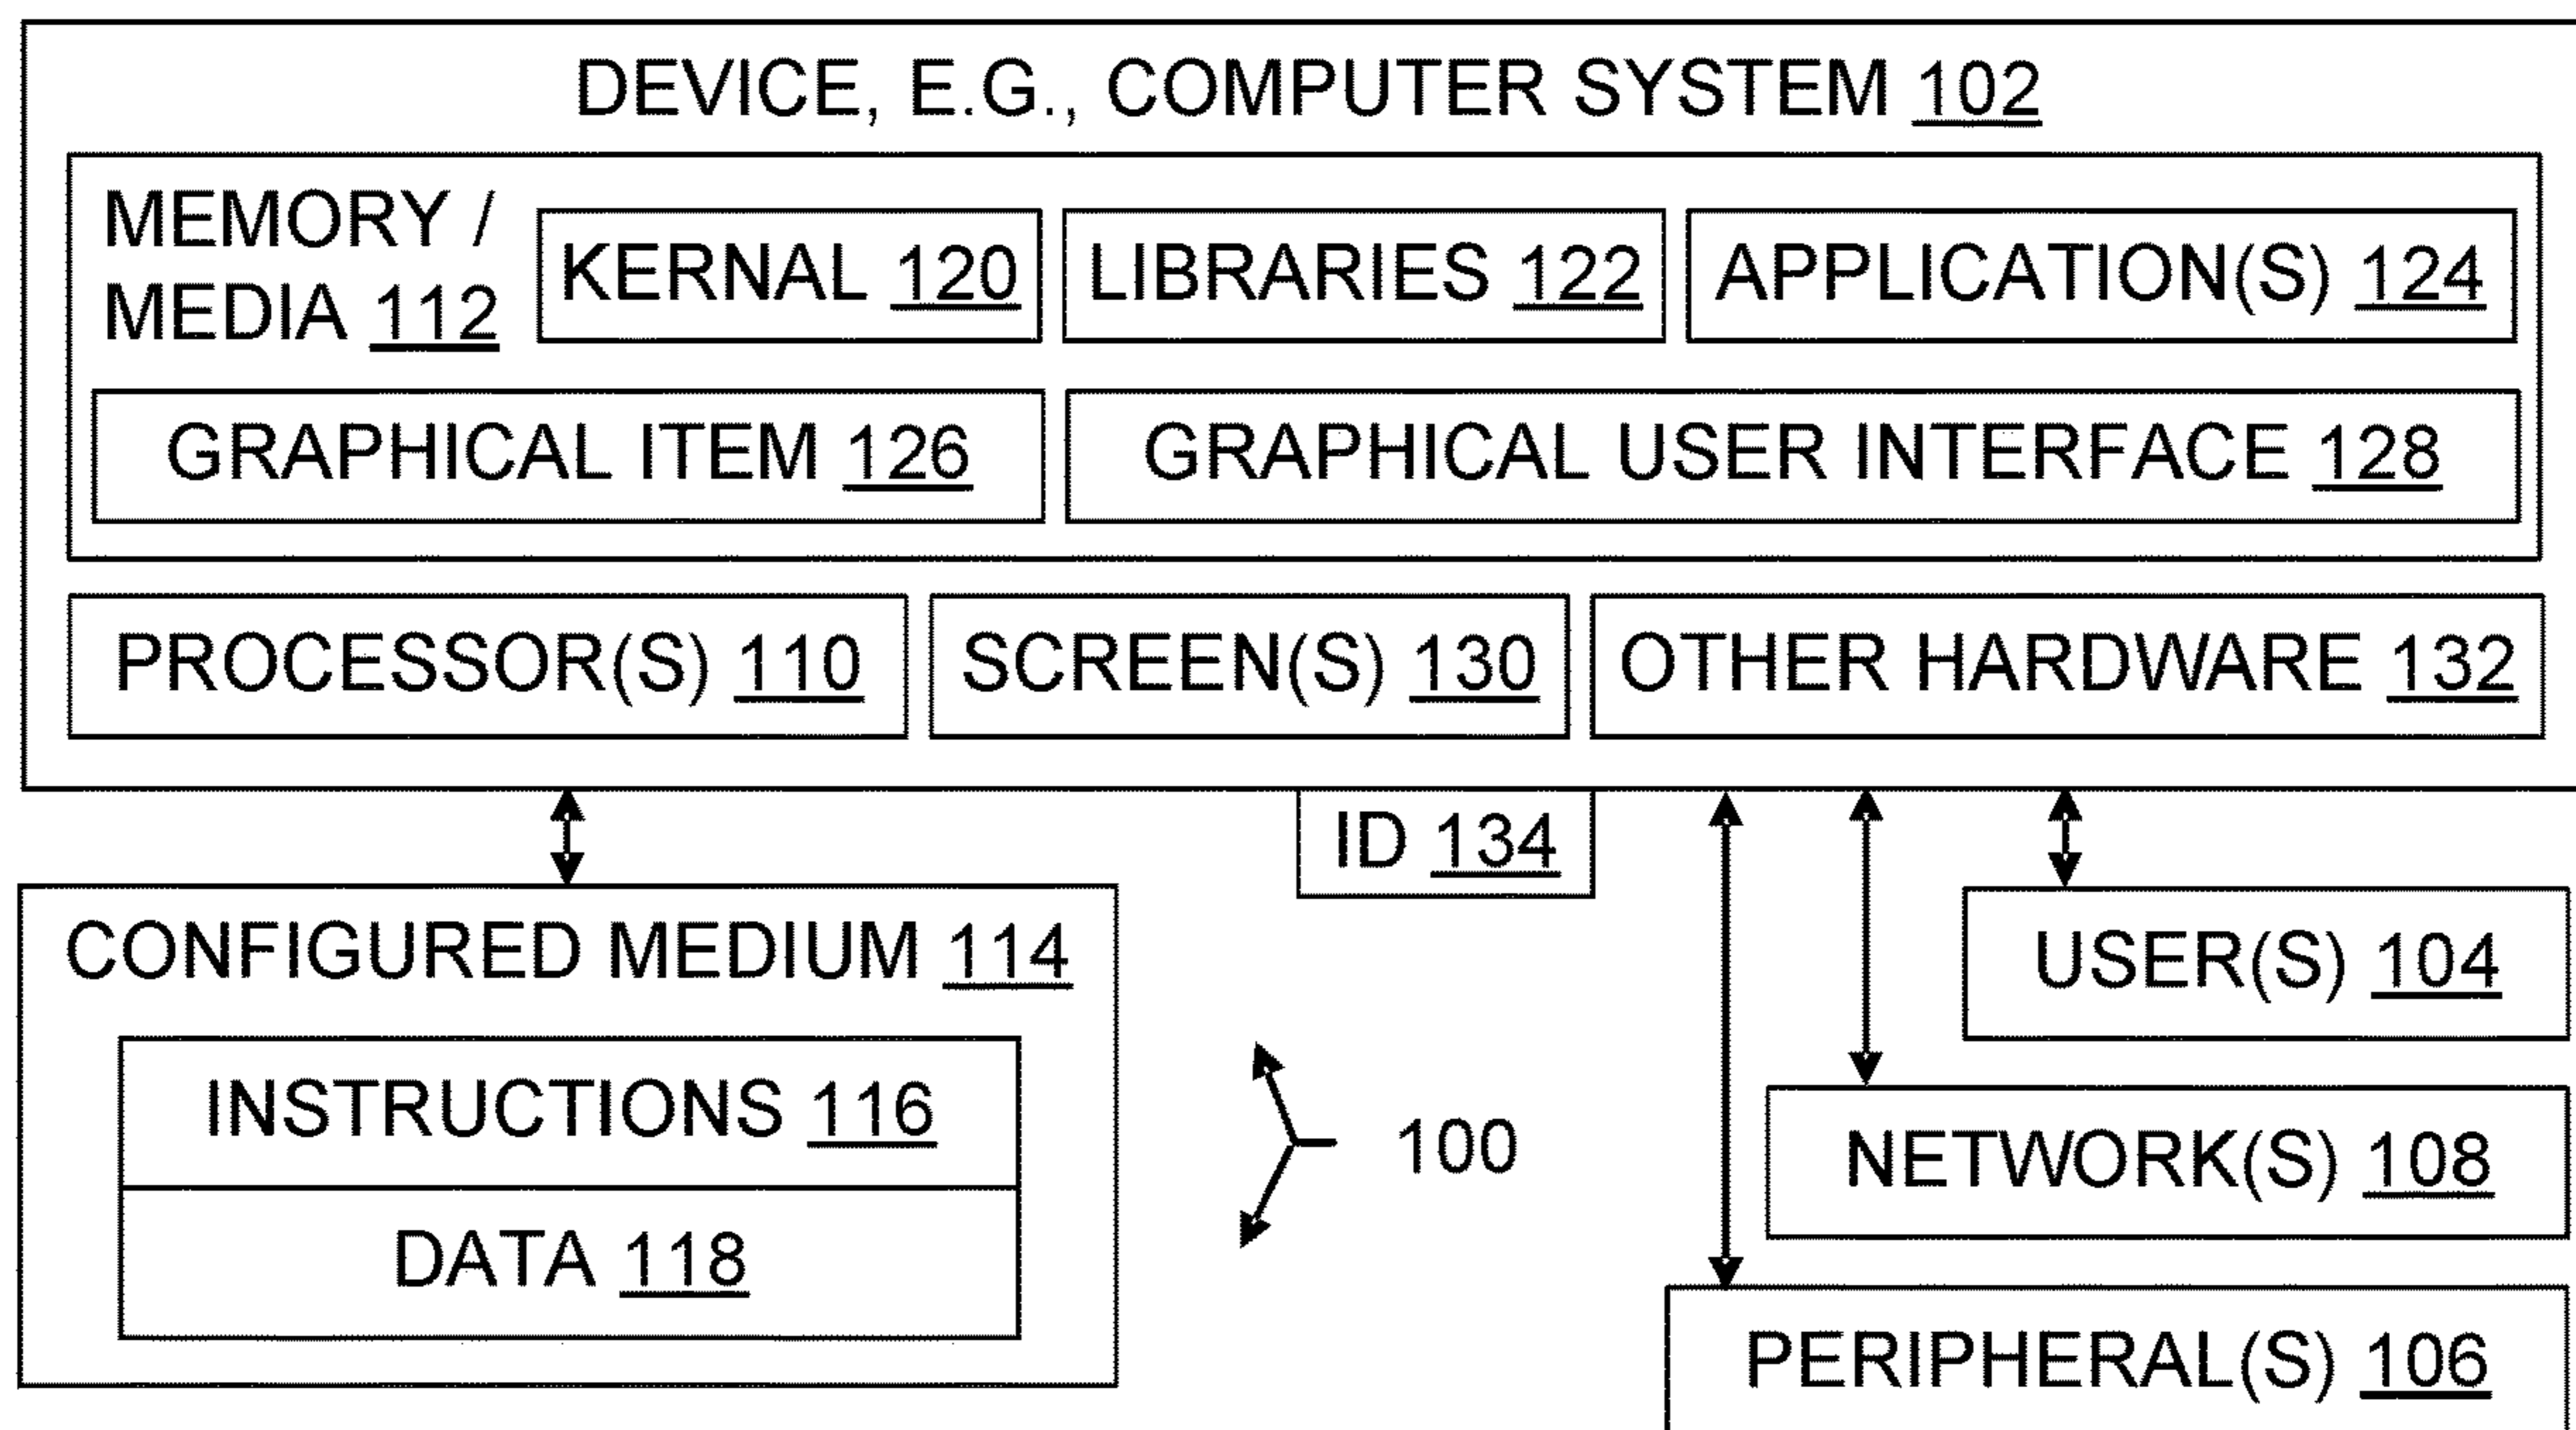 DEVICE, E.G., COMPUTER SYSTEM 102
MEMORY /
MEDIA 112
KERNAL 120
LIBRARIES 122
APPLICATION(S) 124
GRAPHICAL ITEM 126
GRAPHICAL USER INTERFACE 128
PROCESSOR(S) 110
SCREEN(S) 130
OTHER HARDWARE 132
ID 134
CONFIGURED MEDIUM 114
INSTRUCTIONS 116
DATA 118
100
USER(S) 104
NETWORK(S) 108
PERIPHERAL(S) 106